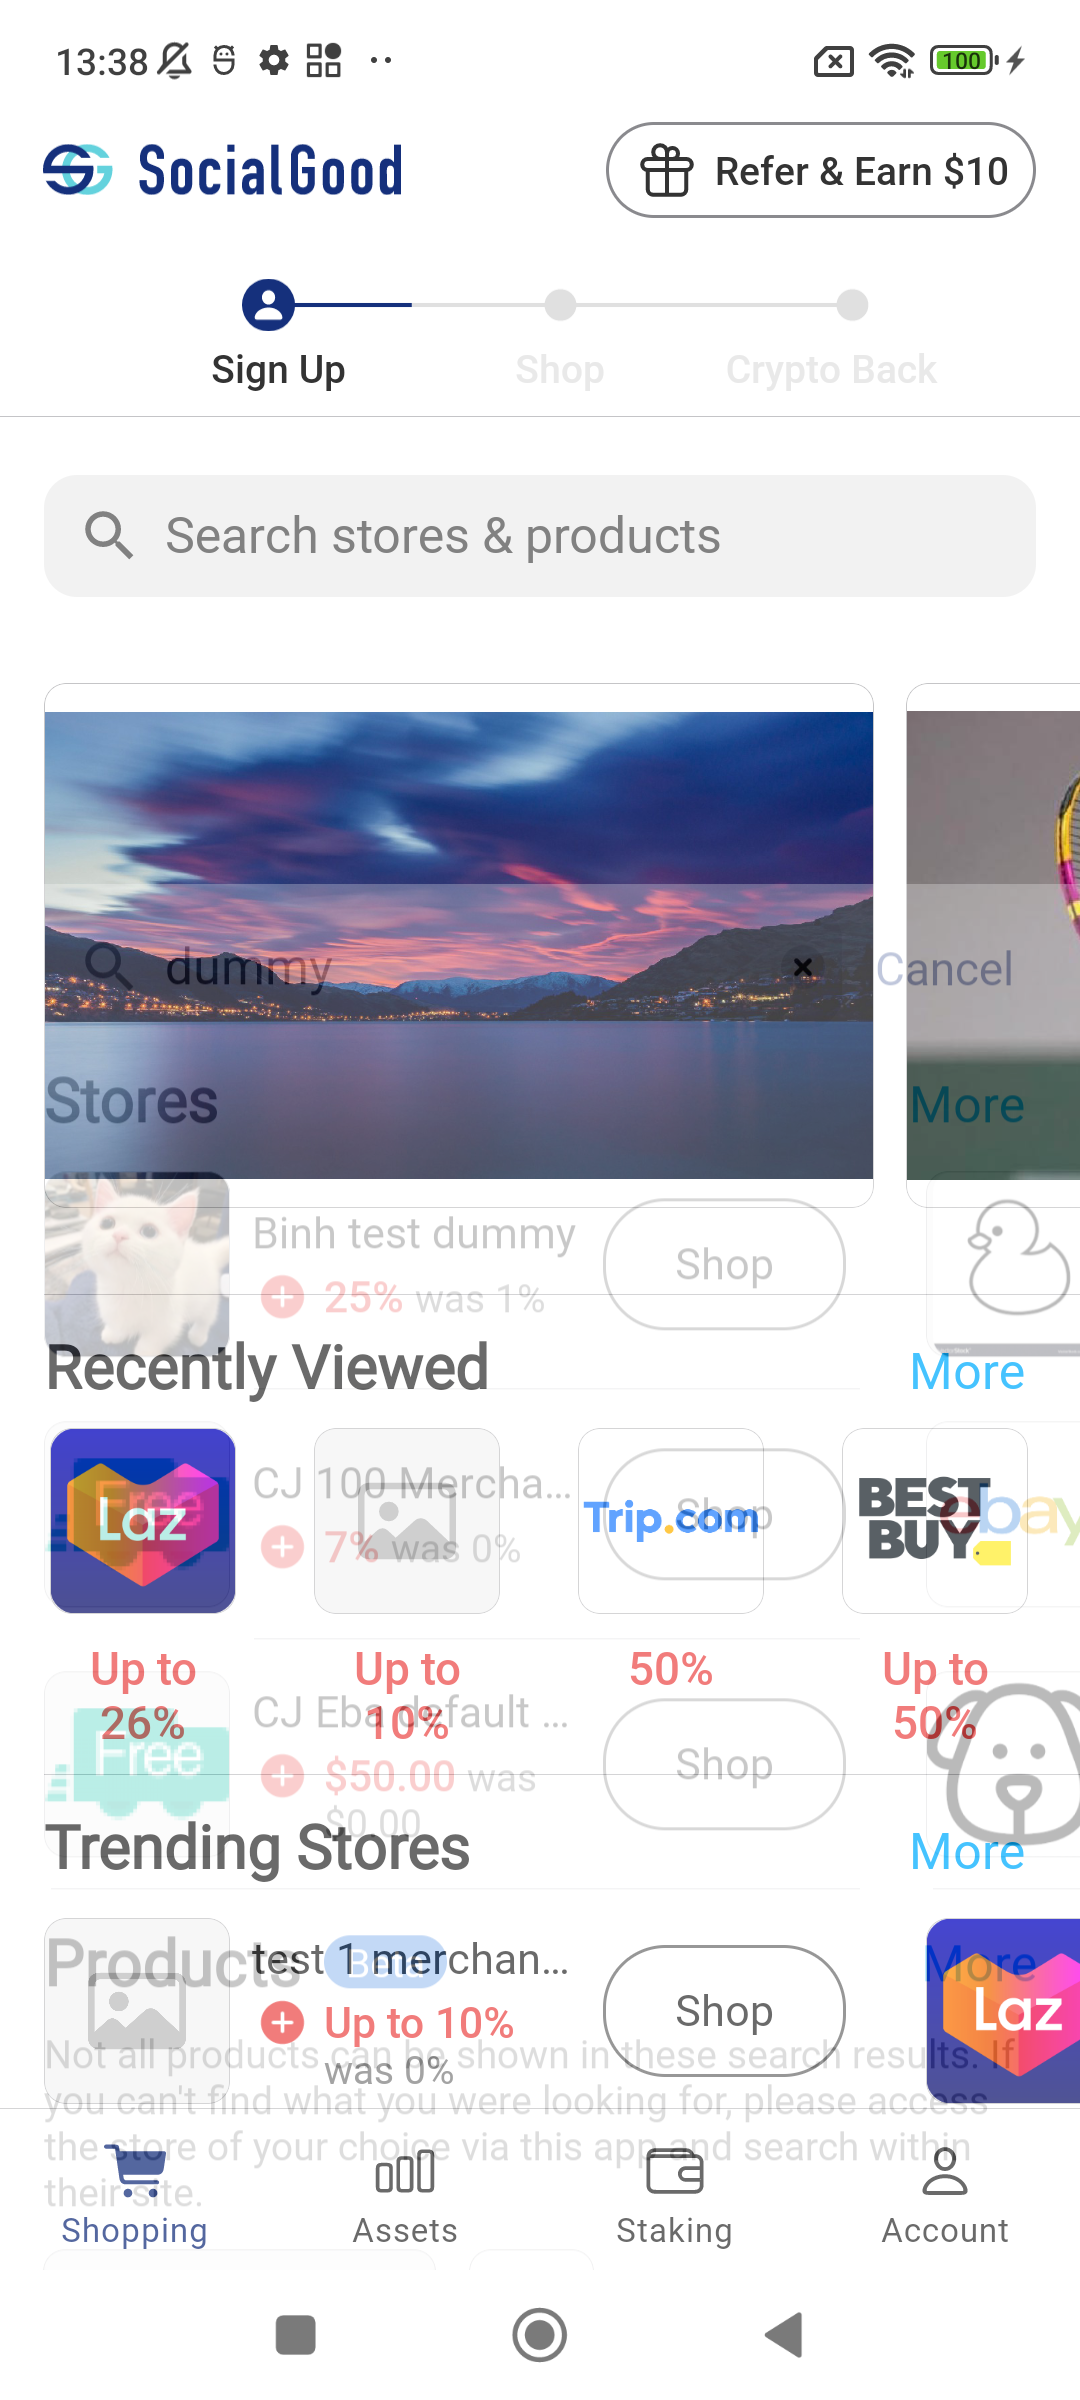 13:38
100
SocialGood
Refer & Earn $10
Sign Up
Shop
Crypto Back
Search stores & products
dummy
Cancel
Stores
More
Binh test dummy
25% was 1%
Shop
Recently Viewed
More
CJ 100 Mercha...
7% was 0%
Shop
Free
Laz
Trip.com
BEST BUY
ebay
Up to 26%
Up to 10%
50%
Up to 50%
CJ Eba default ...
$50.00 was
$0.00
Shop
Free
Trending Stores
More
Products
Beta
More
test 1 merchan...
Up to 10%
was 0%
Shop
Laz
Not all products can be shown in these search results. If
you can't find what you were looking for, please access
the store of your choice via this app and search within
their site.
Shopping
Assets
Staking
Account